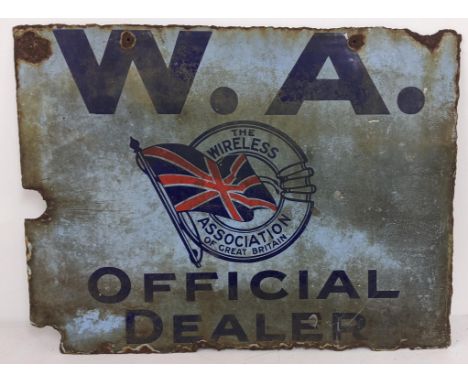 W. A.
THE
WIRELESS
ASSOCIATION
OF GREAT BRITAIN
OFFICIAL
DEALER